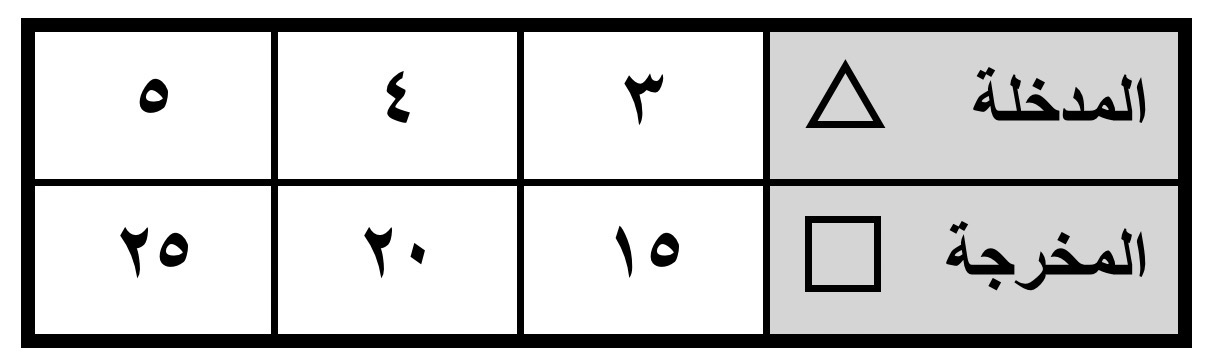 المدخلة △ ٣ ٤ ٥
المخرجة □ ١٥ ٢٠ ٢٥